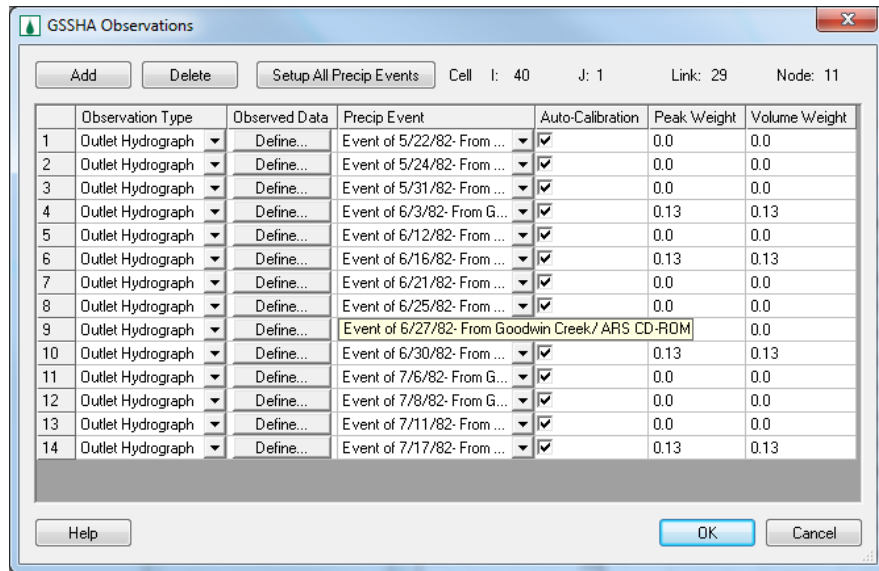 GSSHA Observations
Add Delete Setup All Precip Events Cell I: 40 J: 1 Link: 29 Node: 11
Observation Type Observed Data Precip Event Auto-Calibration Peak Weight Volume Weight
1 Outlet Hydrograph Define... Event of 5/22/82- From ... 0.0 0.0
2 Outlet Hydrograph Define... Event of 5/24/82- From ... 0.0 0.0
3 Outlet Hydrograph Define... Event of 5/31/82- From ... 0.0 0.0
4 Outlet Hydrograph Define... Event of 6/3/82- From G... 0.13 0.13
5 Outlet Hydrograph Define... Event of 6/12/82- From ... 0.0 0.0
6 Outlet Hydrograph Define... Event of 6/16/82- From ... 0.13 0.13
7 Outlet Hydrograph Define... Event of 6/21/82- From ... 0.0 0.0
8 Outlet Hydrograph Define... Event of 6/25/82- From ... 0.0 0.0
9 Outlet Hydrograph Define... Event of 6/27/82- From Goodwin Creek/ ARS CD-ROM 0.0
10 Outlet Hydrograph Define... Event of 6/30/82- From ... 0.13 0.13
11 Outlet Hydrograph Define... Event of 7/6/82- From G... 0.0 0.0
12 Outlet Hydrograph Define... Event of 7/8/82- From G... 0.0 0.0
13 Outlet Hydrograph Define... Event of 7/11/82- From ... 0.0 0.0
14 Outlet Hydrograph Define... Event of 7/17/82- From ... 0.13 0.13
Help OK Cancel